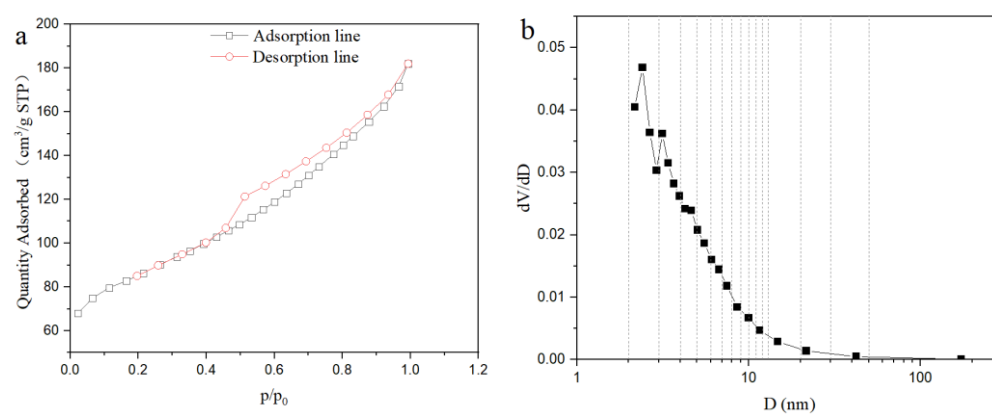 a
Adsorption line
Desorption line
Quantity Adsorbed（cm³/g STP）
200
180
160
140
120
100
80
60
0.0 0.2 0.4 0.6 0.8 1.0 1.2
p/p₀
b
dV/dD
0.05
0.04
0.03
0.02
0.01
0.00
1 10 100
D (nm)